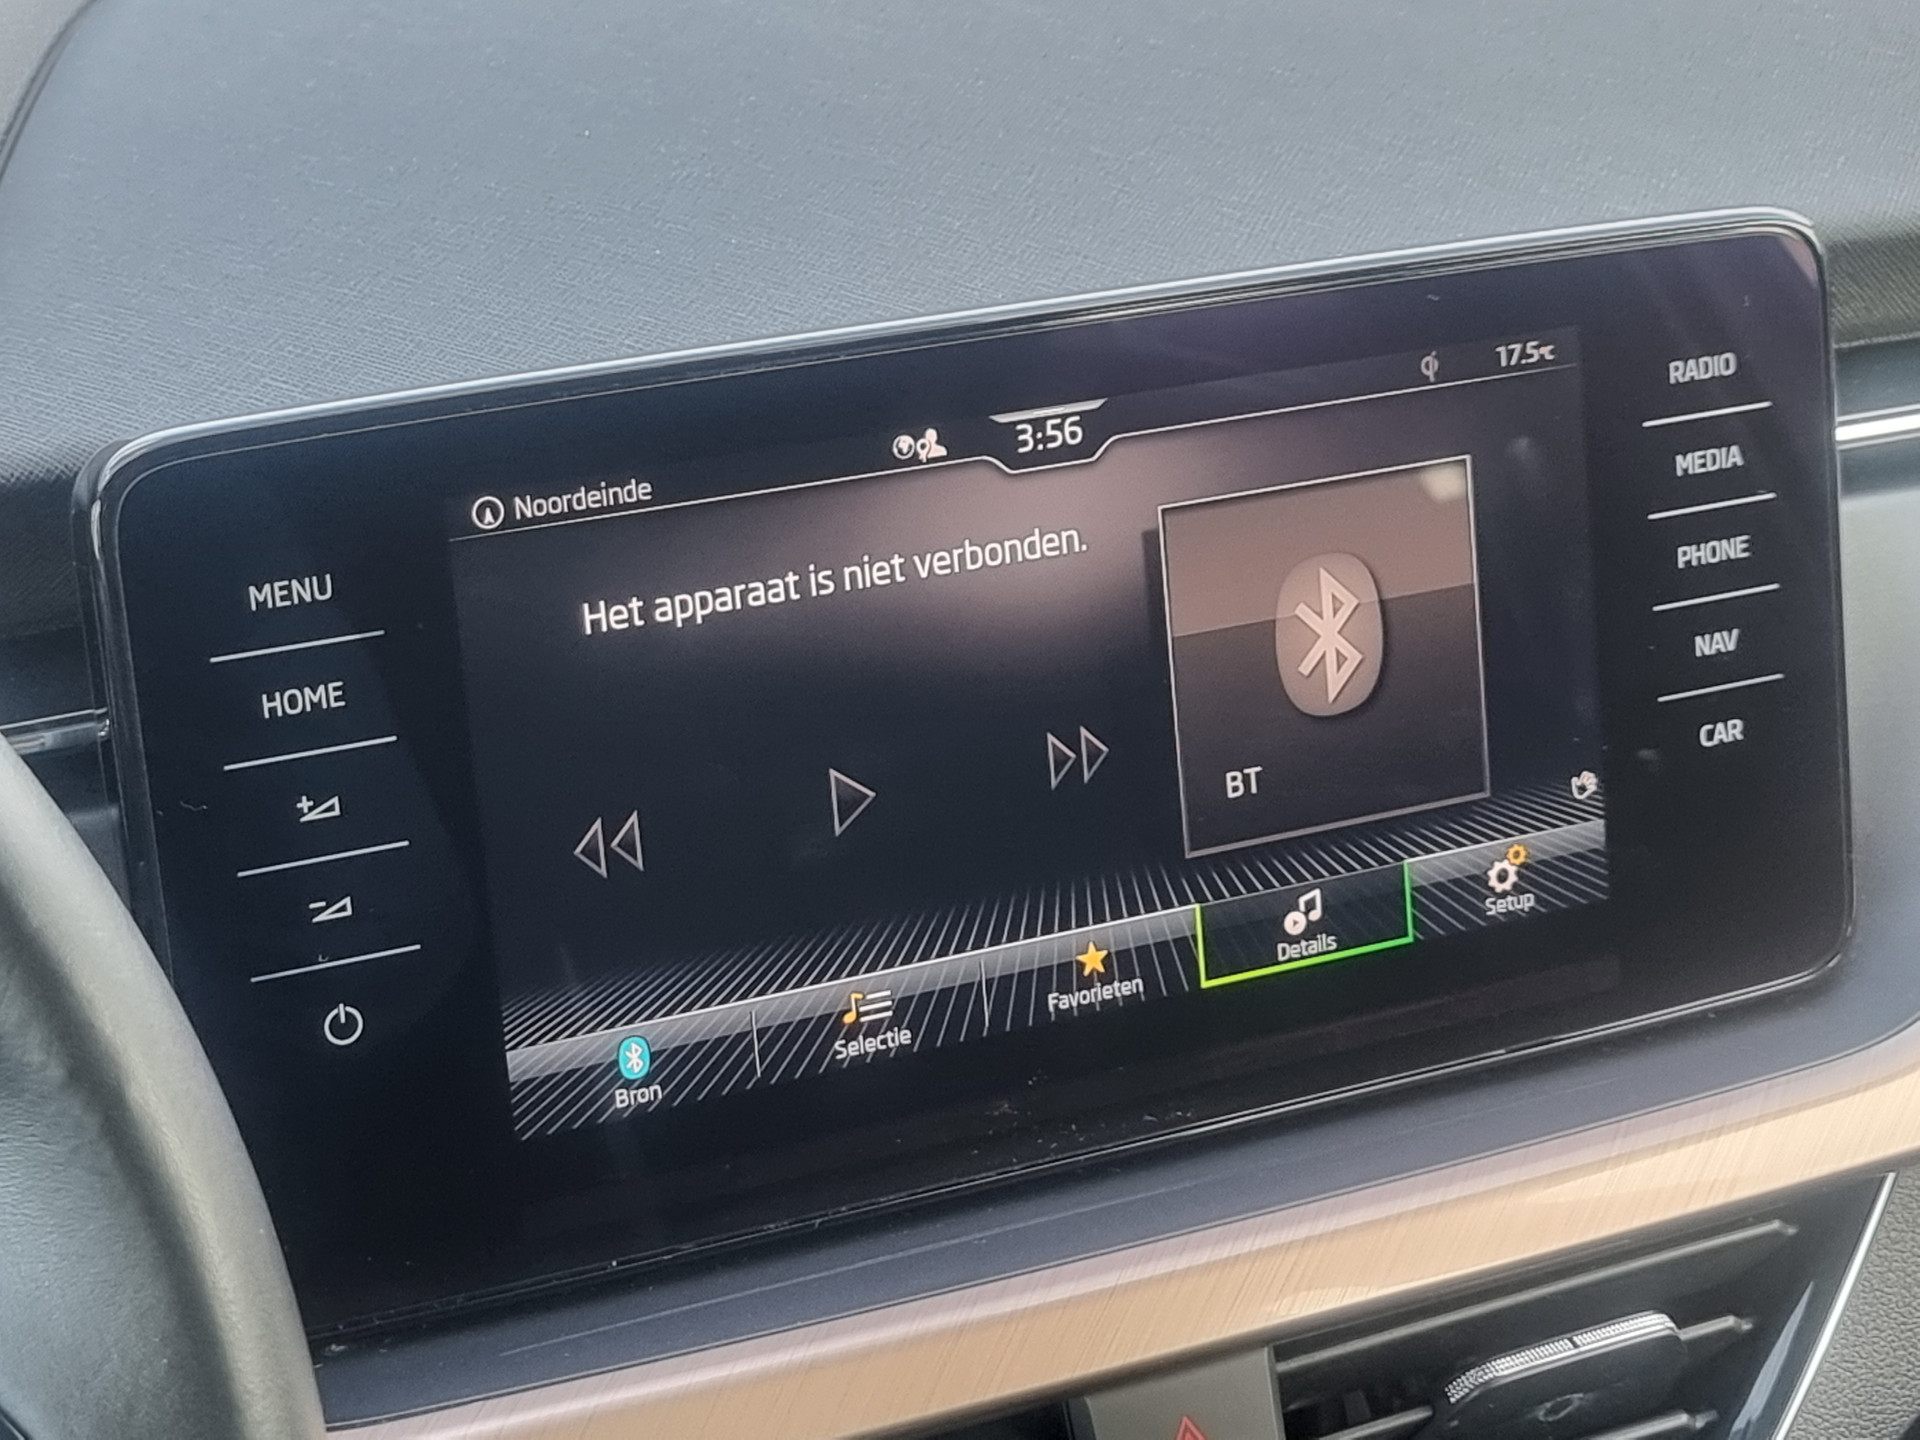 3:56
17.5°C
Noordeinde
Het apparaat is niet verbonden.
BT
Bron
Selectie
Favorieten
Details
Setup
MENU
HOME
RADIO
MEDIA
PHONE
NAV
CAR